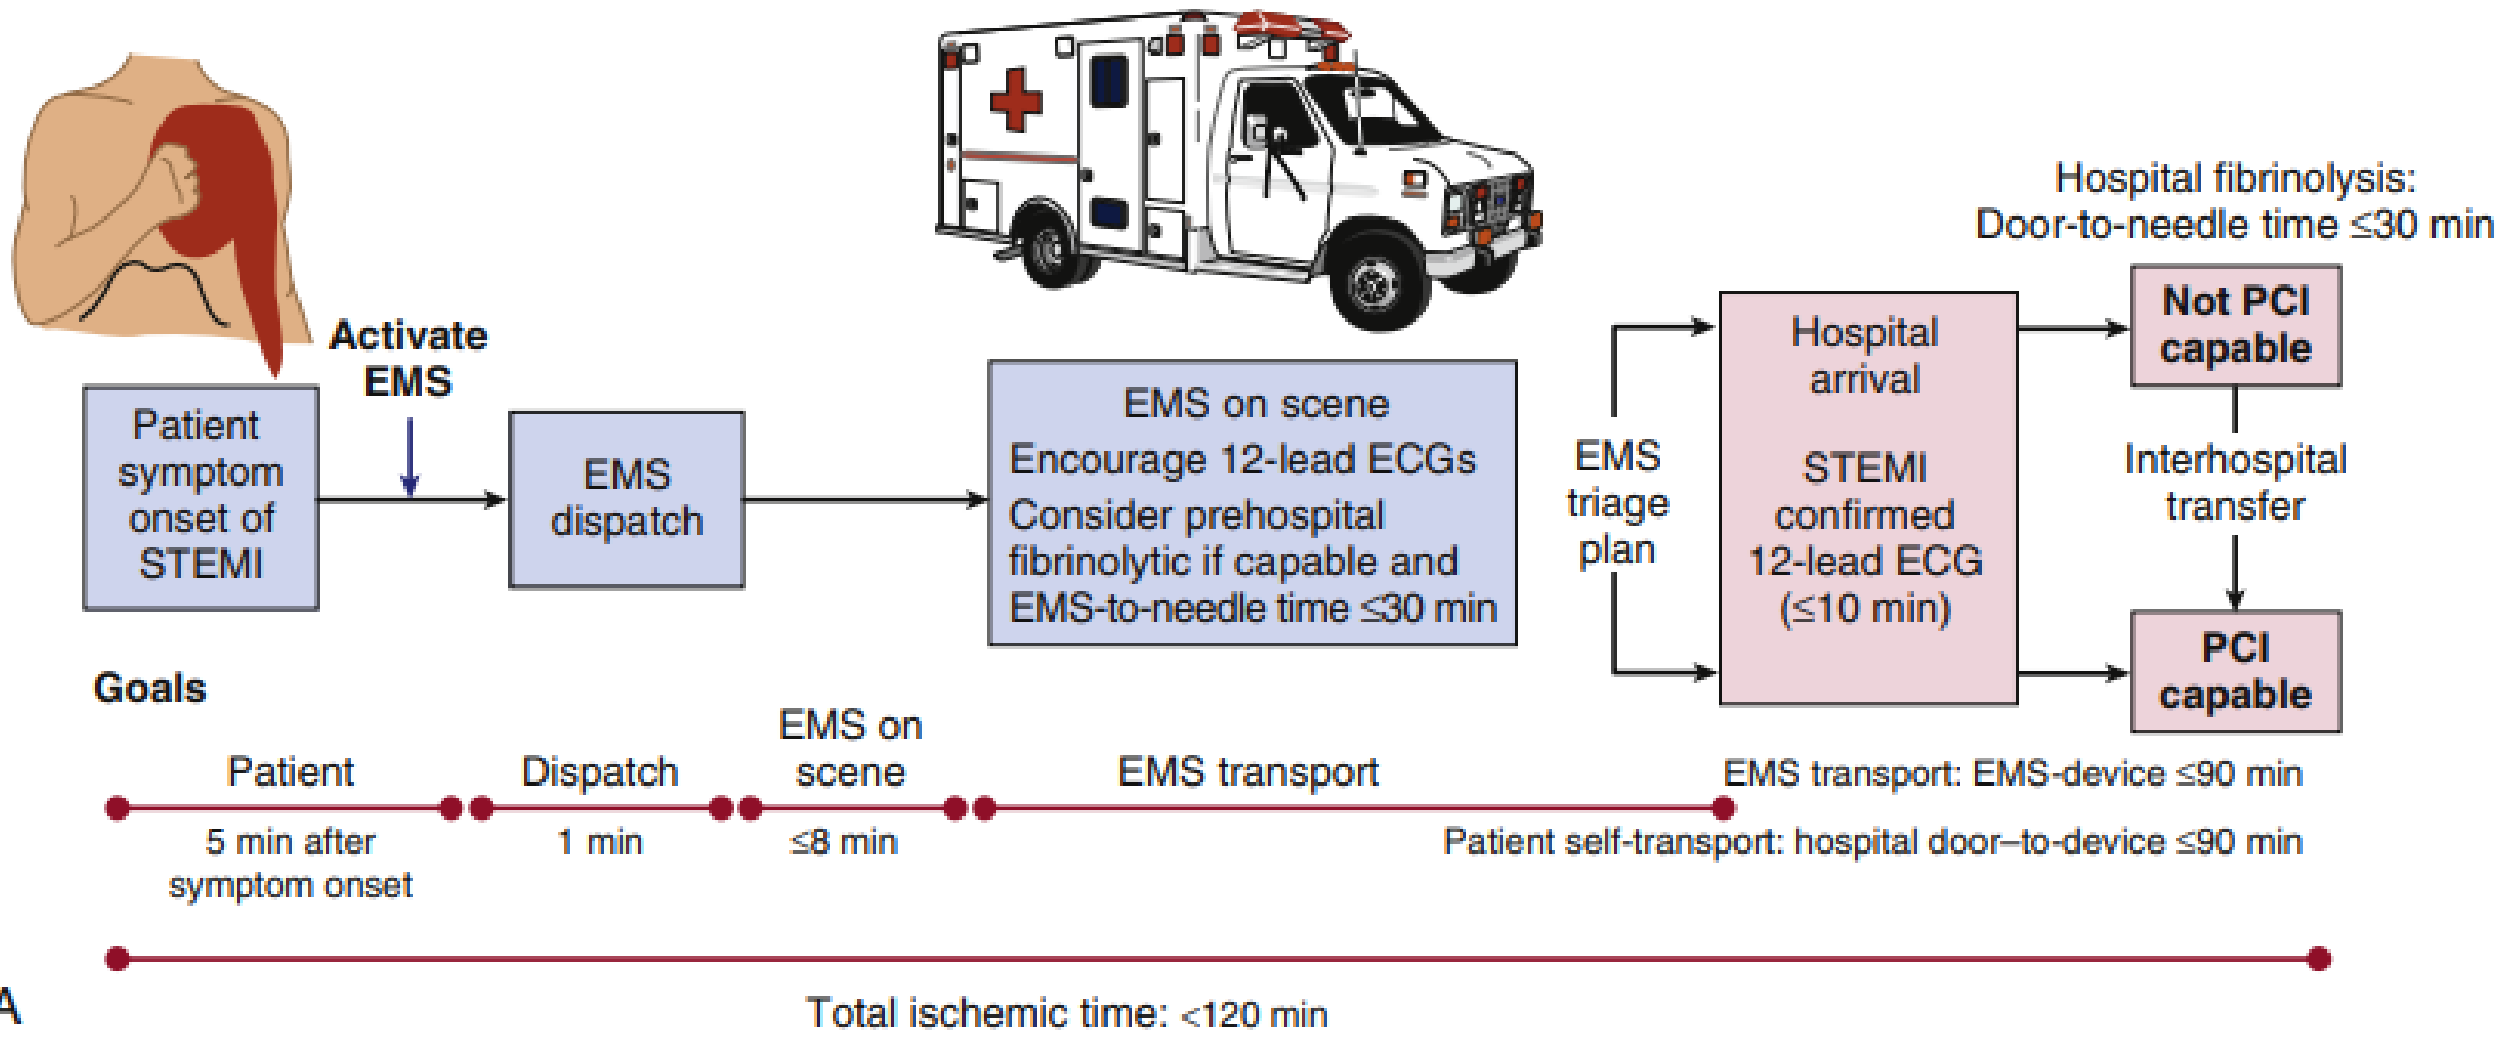 Activate
EMS
Patient
symptom
onset of
STEMI
EMS
dispatch
EMS on scene
Encourage 12-lead ECGs
Consider prehospital
fibrinolytic if capable and
EMS-to-needle time ≤30 min
EMS
triage
plan
Hospital
arrival
STEMI
confirmed
12-lead ECG
(≤10 min)
Hospital fibrinolysis:
Door-to-needle time ≤30 min
Not PCI
capable
Interhospital
transfer
PCI
capable
Goals
Patient
5 min after
symptom onset
Dispatch
1 min
EMS on
scene
≤8 min
EMS transport
EMS transport: EMS-device ≤90 min
Patient self-transport: hospital door–to-device ≤90 min
Total ischemic time: <120 min
A